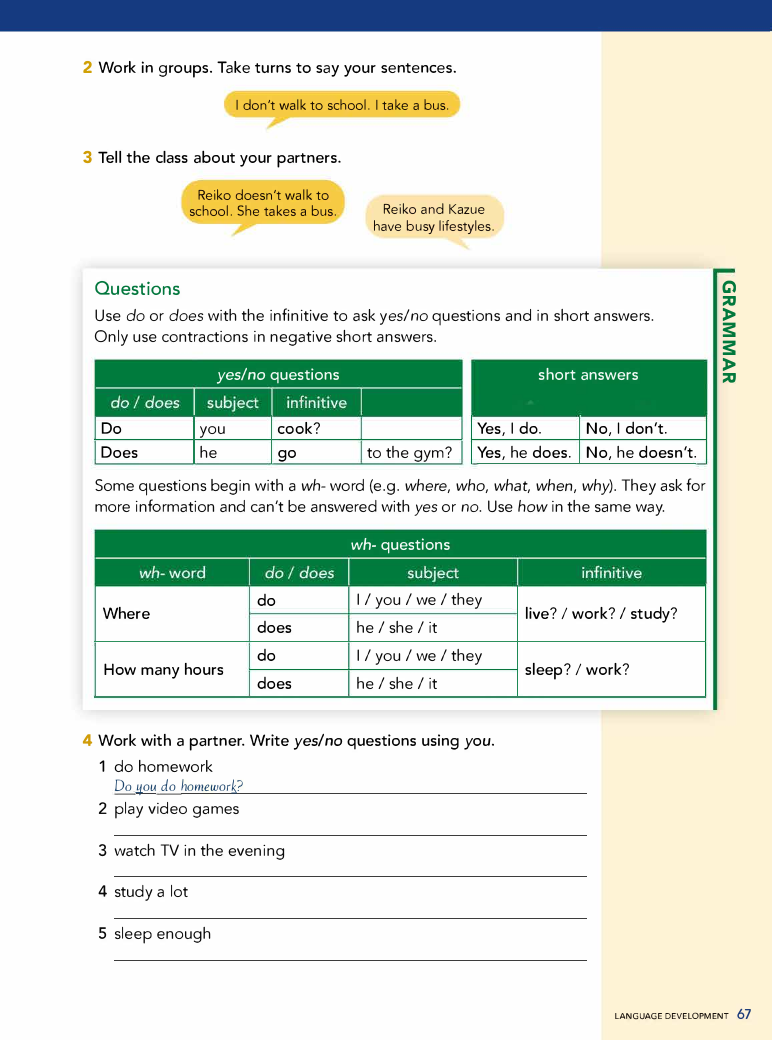 2 Work in groups. Take turns to say your sentences.
I don't walk to school. I take a bus.
3 Tell the class about your partners.
Reiko doesn't walk to
school. She takes a bus.
Reiko and Kazue
have busy lifestyles.
GRAMMAR
Questions
Use do or does with the infinitive to ask yes/no questions and in short answers.
Only use contractions in negative short answers.
yes/no questions
do / does subject infinitive
Do you cook?
Does he go to the gym?
short answers
Yes, I do. No, I don't.
Yes, he does. No, he doesn't.
Some questions begin with a wh- word (e.g. where, who, what, when, why). They ask for
more information and can't be answered with yes or no. Use how in the same way.
wh- questions
wh- word do / does subject infinitive
Where
do I / you / we / they
does he / she / it
live? / work? / study?
How many hours
do I / you / we / they
does he / she / it
sleep? / work?
4 Work with a partner. Write yes/no questions using you.
1 do homework
Do you do homework?
2 play video games
3 watch TV in the evening
4 study a lot
5 sleep enough
LANGUAGE DEVELOPMENT 67